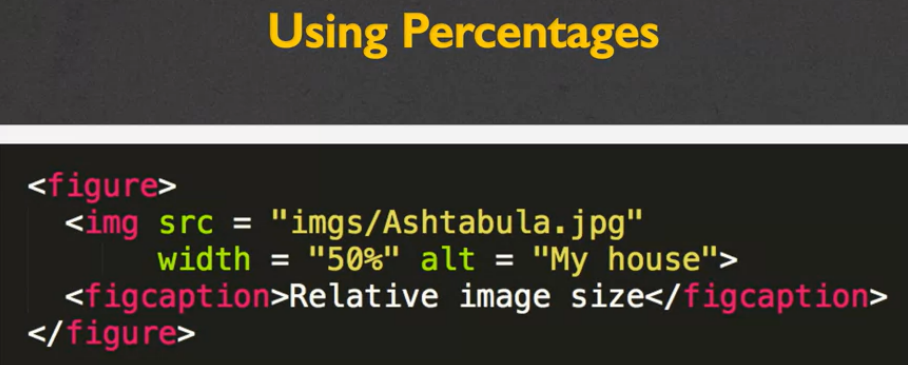 Using Percentages
<figure>
<img src = "imgs/Ashtabula.jpg"
width = "50%" alt = "My house">
<figcaption>Relative image size</figcaption>
</figure>